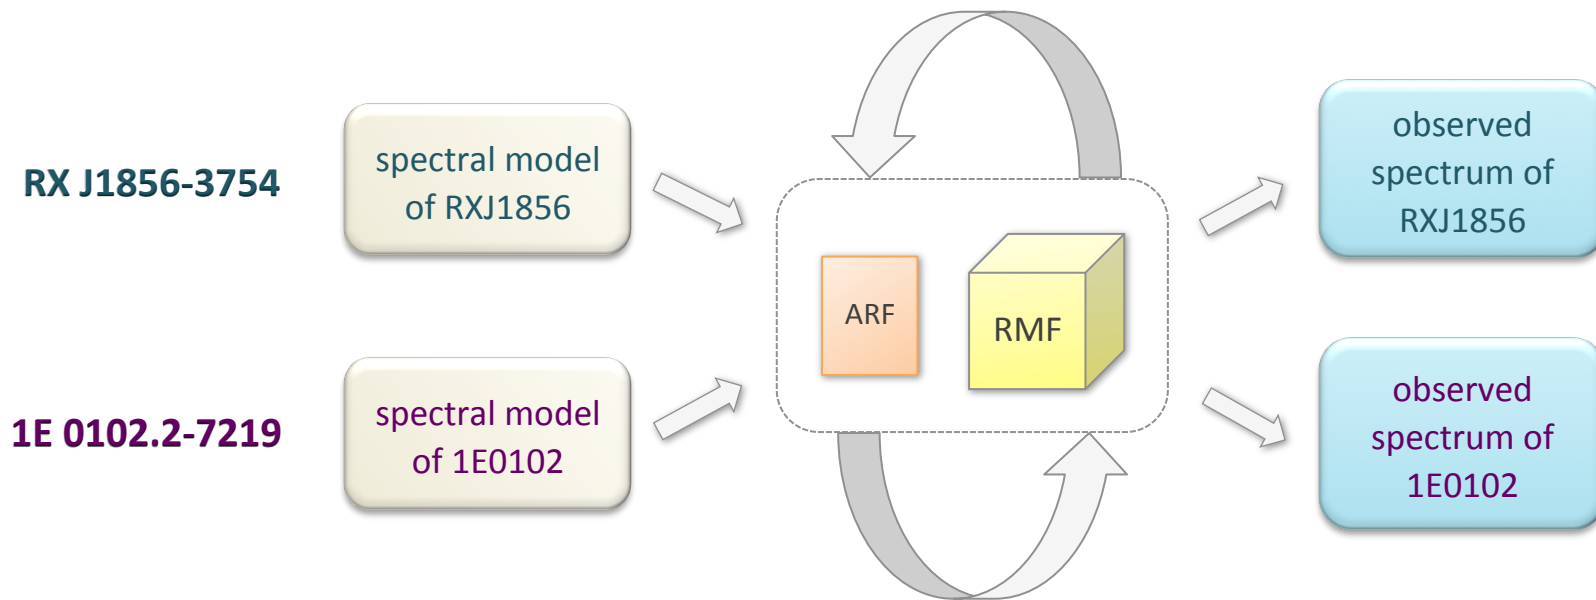 RX J1856-3754
spectral model
of RXJ1856
observed
spectrum of
RXJ1856
ARF
RMF
1E 0102.2-7219
spectral model
of 1E0102
observed
spectrum of
1E0102